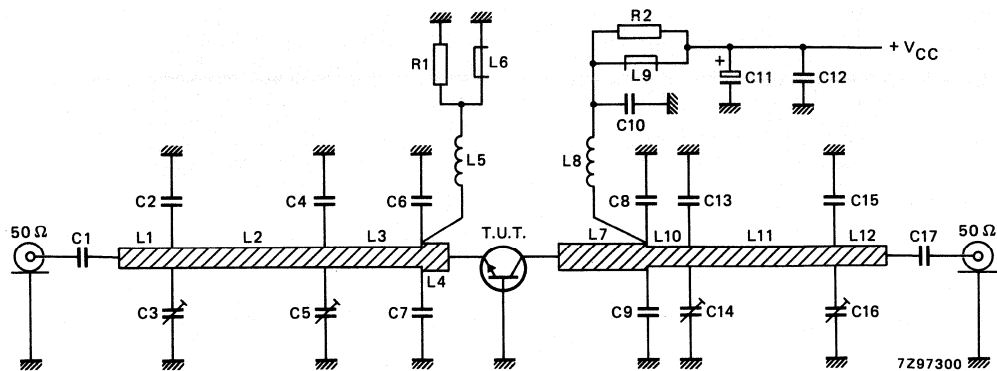 R2
+ VCC
R1
L6
L9
+
C11
C12
C10
L5
L8
C2
C4
C6
C8
C13
C15
50 Ω
C1
L1
L2
L3
T.U.T.
L7
L10
L11
L12
C17
50 Ω
L4
C3
C5
C7
C9
C14
C16
7Z97300